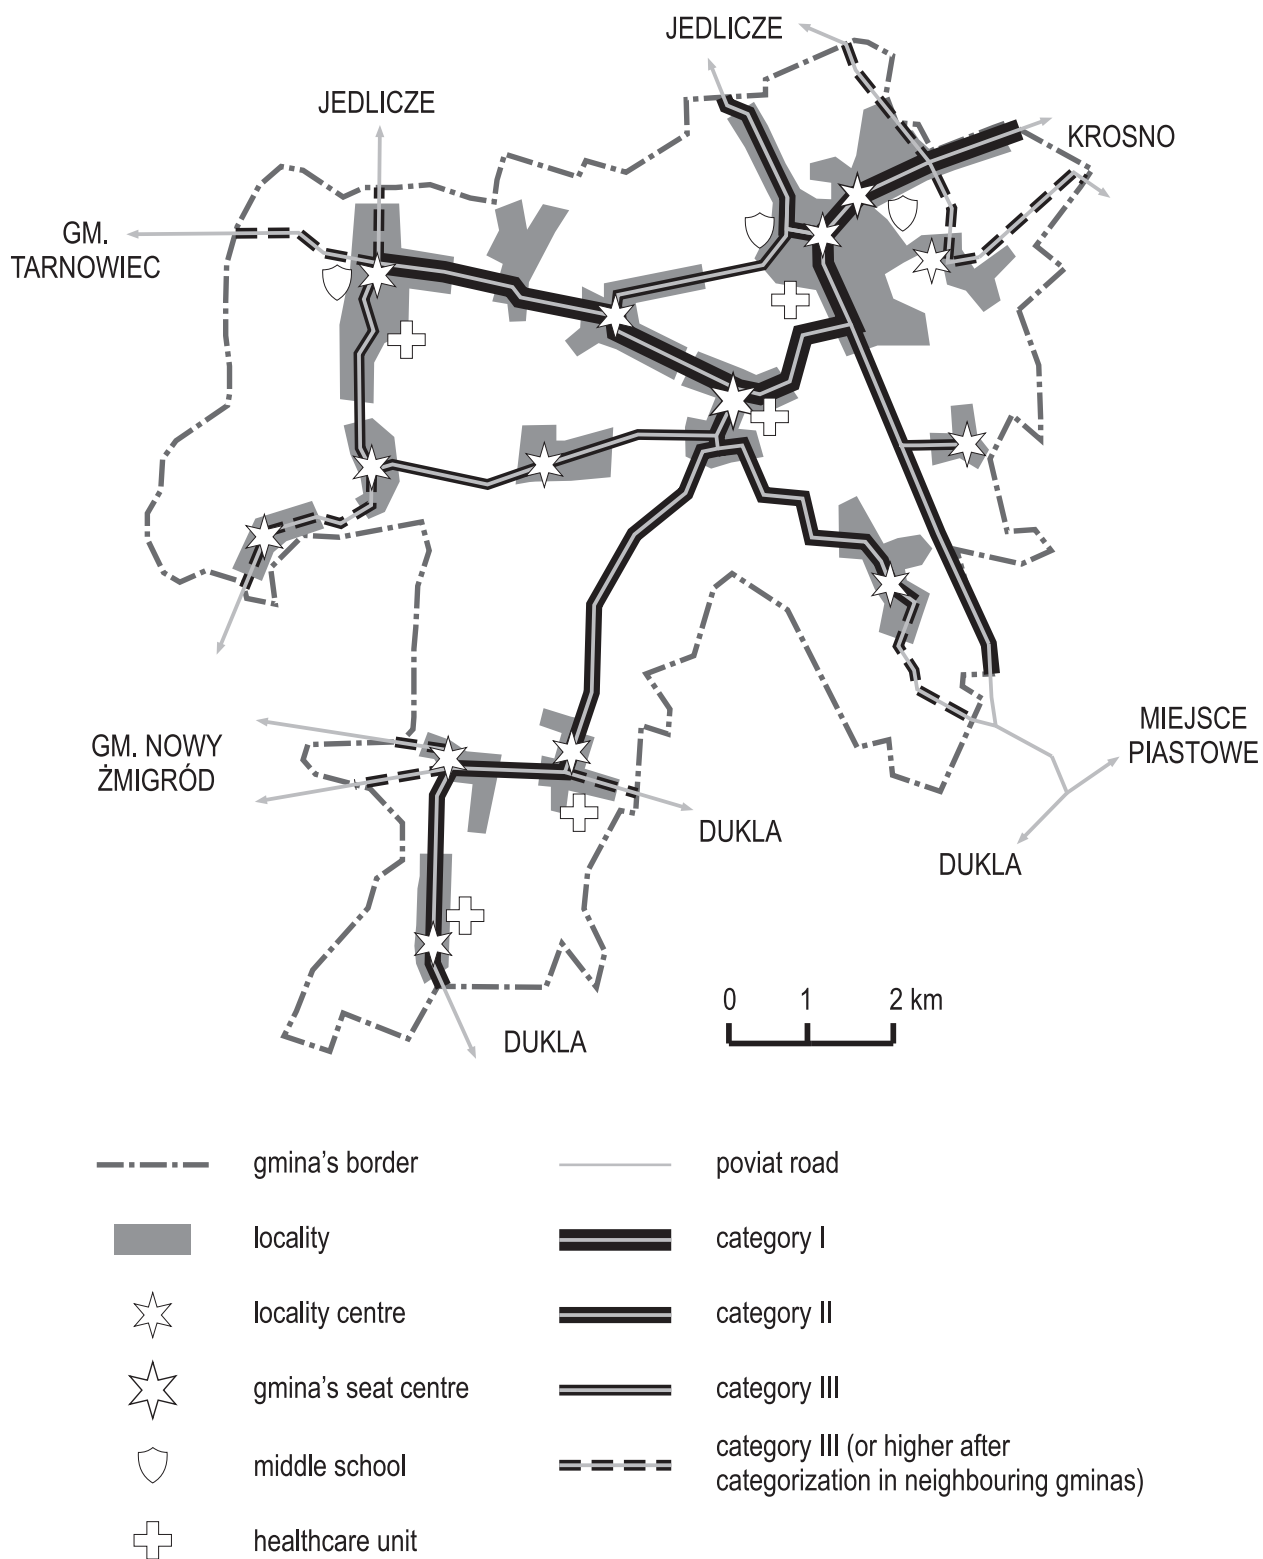 JEDLICZE
JEDLICZE
KROSNO
GM.
TARNOWIEC
GM. NOWY
ŻMIGRÓD
MIEJSCE
PIASTOWE
DUKLA
DUKLA
DUKLA
0 1 2 km
gmina's border
locality
locality centre
gmina's seat centre
middle school
healthcare unit
poviat road
category I
category II
category III
category III (or higher after
categorization in neighbouring gminas)